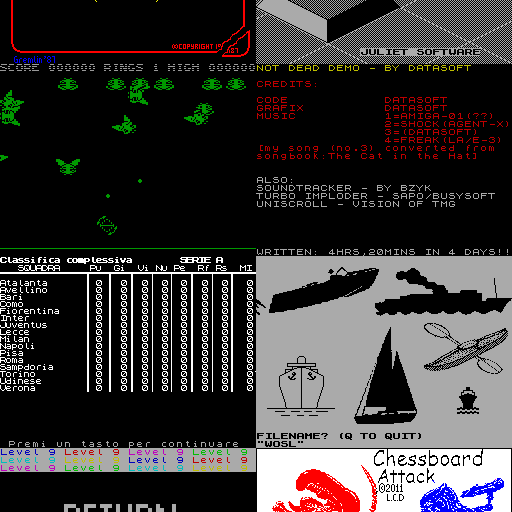 ©COPYRIGHT
JULIET SOFTWARE
SCORE 000000 RINGS 1 HIGH 000000
NOT DEAD DEMO - BY DATASOFT
CREDITS:
CODE DATASOFT
GRAFIX DATASOFT
MUSIC 1=AMIGA-01(??)
2=SHOCK(AGENT-X)
3=(DATASOFT)
4=FREAK(LA/E-3)
[my song (no.3) converted from
songbook:The Cat in the Hat]
ALSO:
SOUNDTRACKER - BY BZYK
TURBO IMPLODER - SAPO/BUSYSOFT
UNISCROLL - VISION OF TMG
WRITTEN: 4HRS,20MINS IN 4 DAYS!!
Classifica complessiva SERIE A
SQUADRA Pu Gi Vi Nu Pe Rf Rs MI
Atalanta 0 0 0 0 0 0 0 0
Avellino 0 0 0 0 0 0 0 0
Bari 0 0 0 0 0 0 0 0
Como 0 0 0 0 0 0 0 0
Fiorentina 0 0 0 0 0 0 0 0
Inter 0 0 0 0 0 0 0 0
Juventus 0 0 0 0 0 0 0 0
Lecce 0 0 0 0 0 0 0 0
Milan 0 0 0 0 0 0 0 0
Napoli 0 0 0 0 0 0 0 0
Pisa 0 0 0 0 0 0 0 0
Roma 0 0 0 0 0 0 0 0
Sampdoria 0 0 0 0 0 0 0 0
Torino 0 0 0 0 0 0 0 0
Udinese 0 0 0 0 0 0 0 0
Verona 0 0 0 0 0 0 0 0
Premi un tasto per continuare
FILENAME? (Q TO QUIT)
"WOSL"
Level 9 Level 9 Level 9 Level 9
Level 9 Level 9 Level 9 Level 9
Level 9 Level 9 Level 9 Level 9
RETURN
Chessboard
Attack
©2011
L.C.D